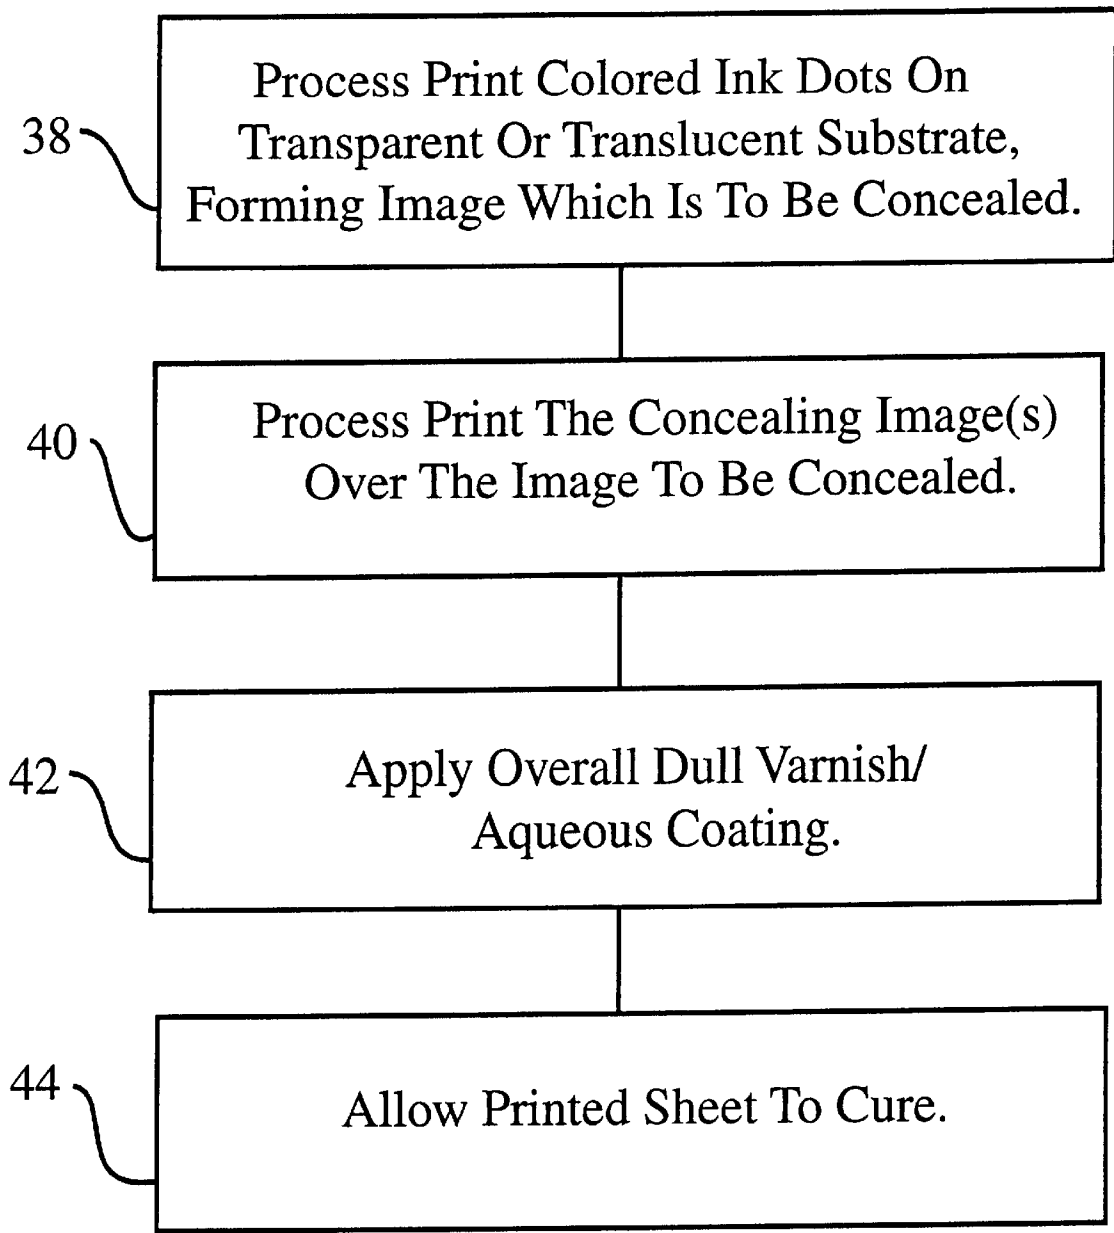 Process Print Colored Ink Dots On
38
Transparent Or Translucent Substrate,
Forming Image Which Is To Be Concealed.
Process Print The Concealing Image(s)
40
Over The Image To Be Concealed.
42
Apply Overall Dull Varnish/
Aqueous Coating.
44
Allow Printed Sheet To Cure.